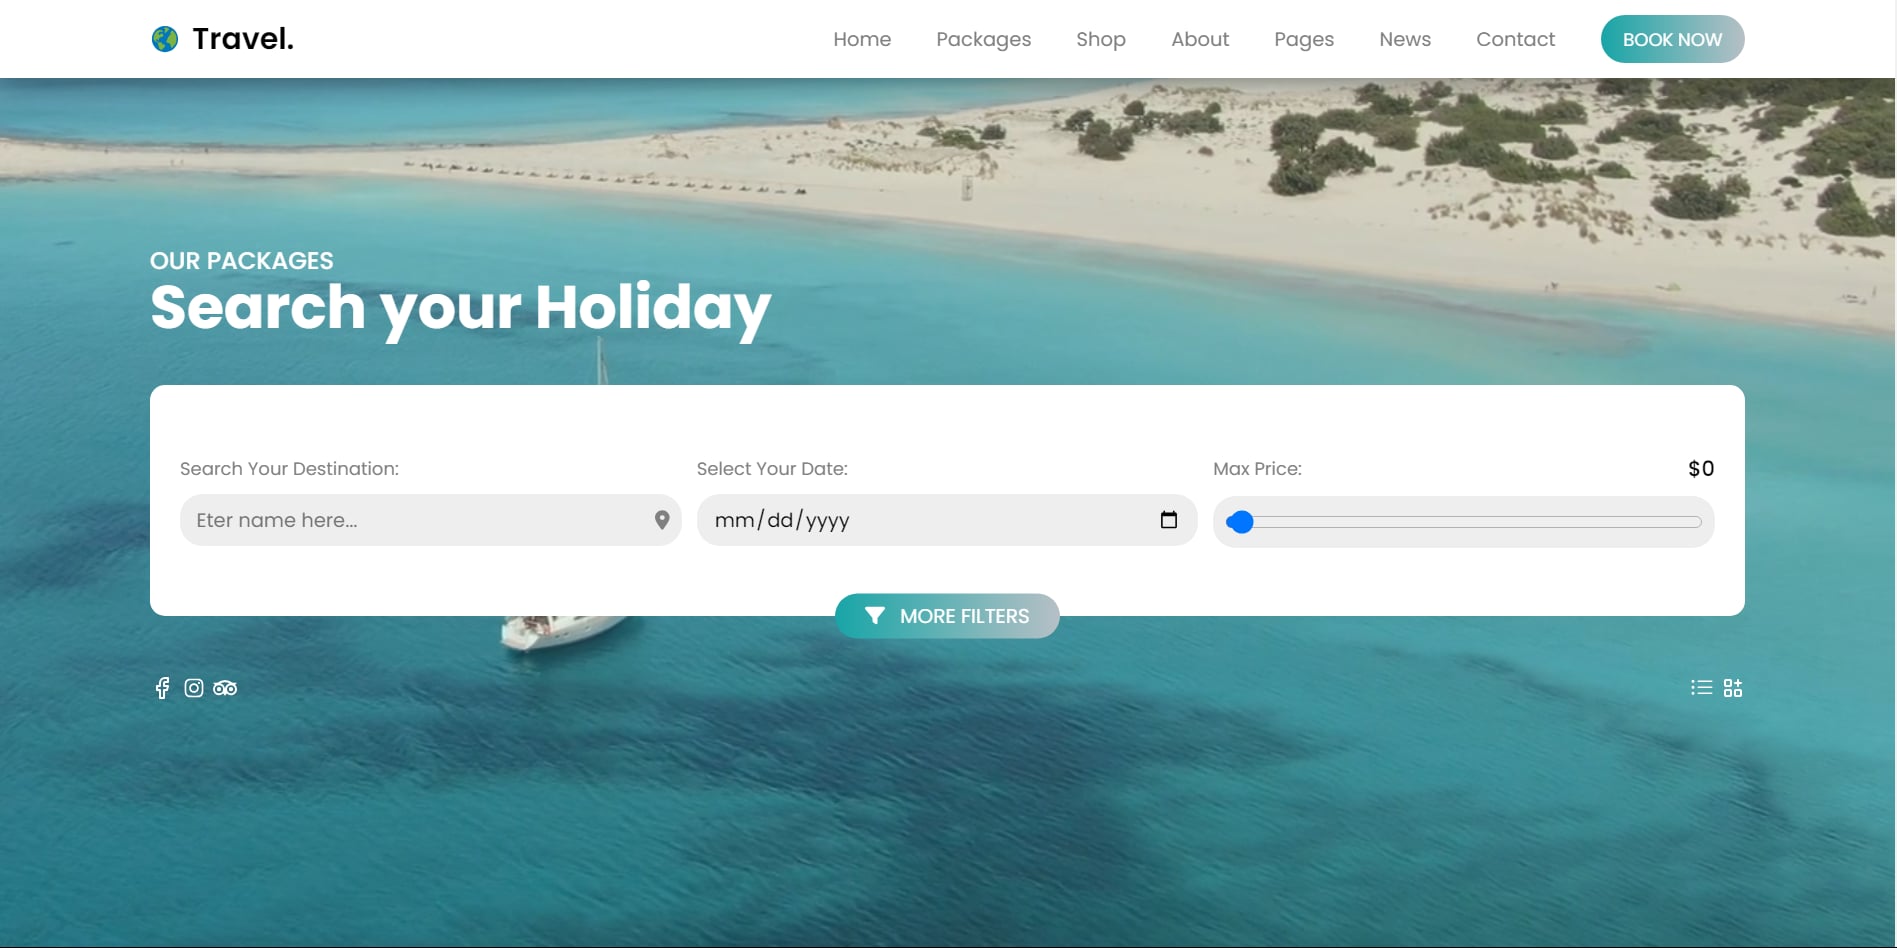 Travel.
Home
Packages
Shop
About
Pages
News
Contact
BOOK NOW
OUR PACKAGES
Search your Holiday
Search Your Destination:
Select Your Date:
Max Price:
$0
Eter name here...
mm/dd/yyyy
MORE FILTERS